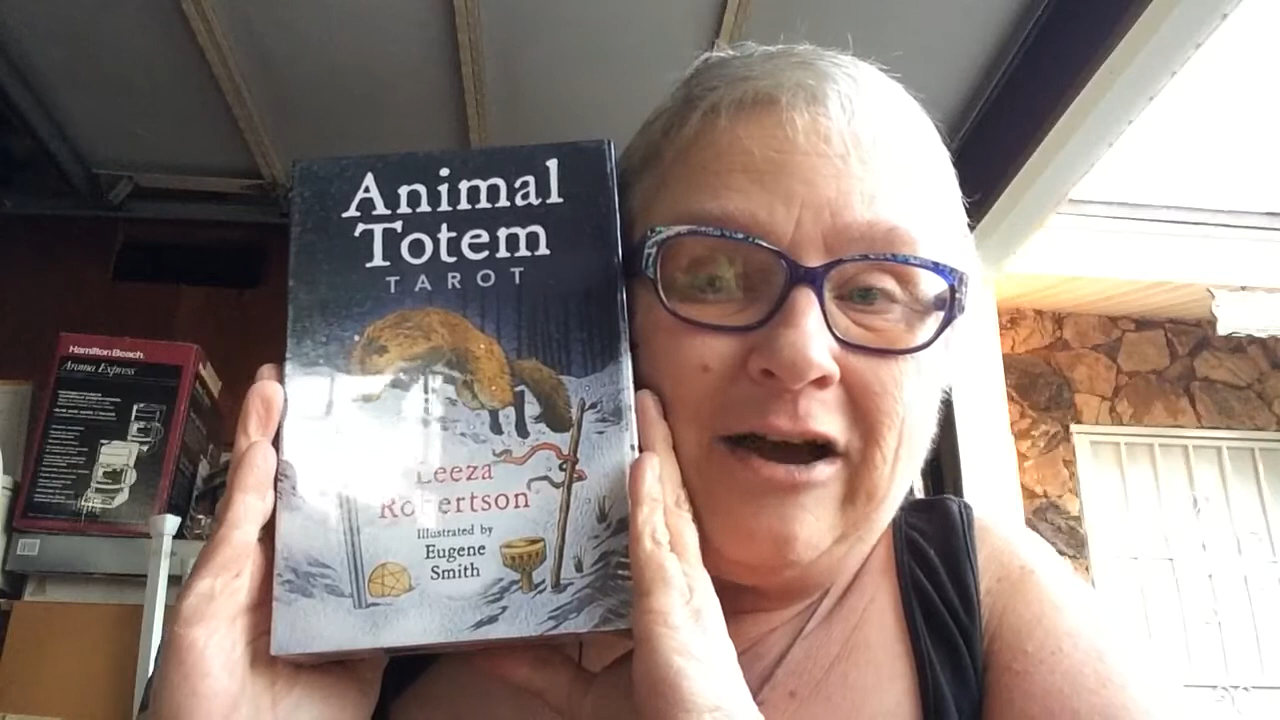 Animal
Totem
TAROT
Leeza
Robertson
Illustrated by
Eugene
Smith
Hamilton Beach
Aroma Express